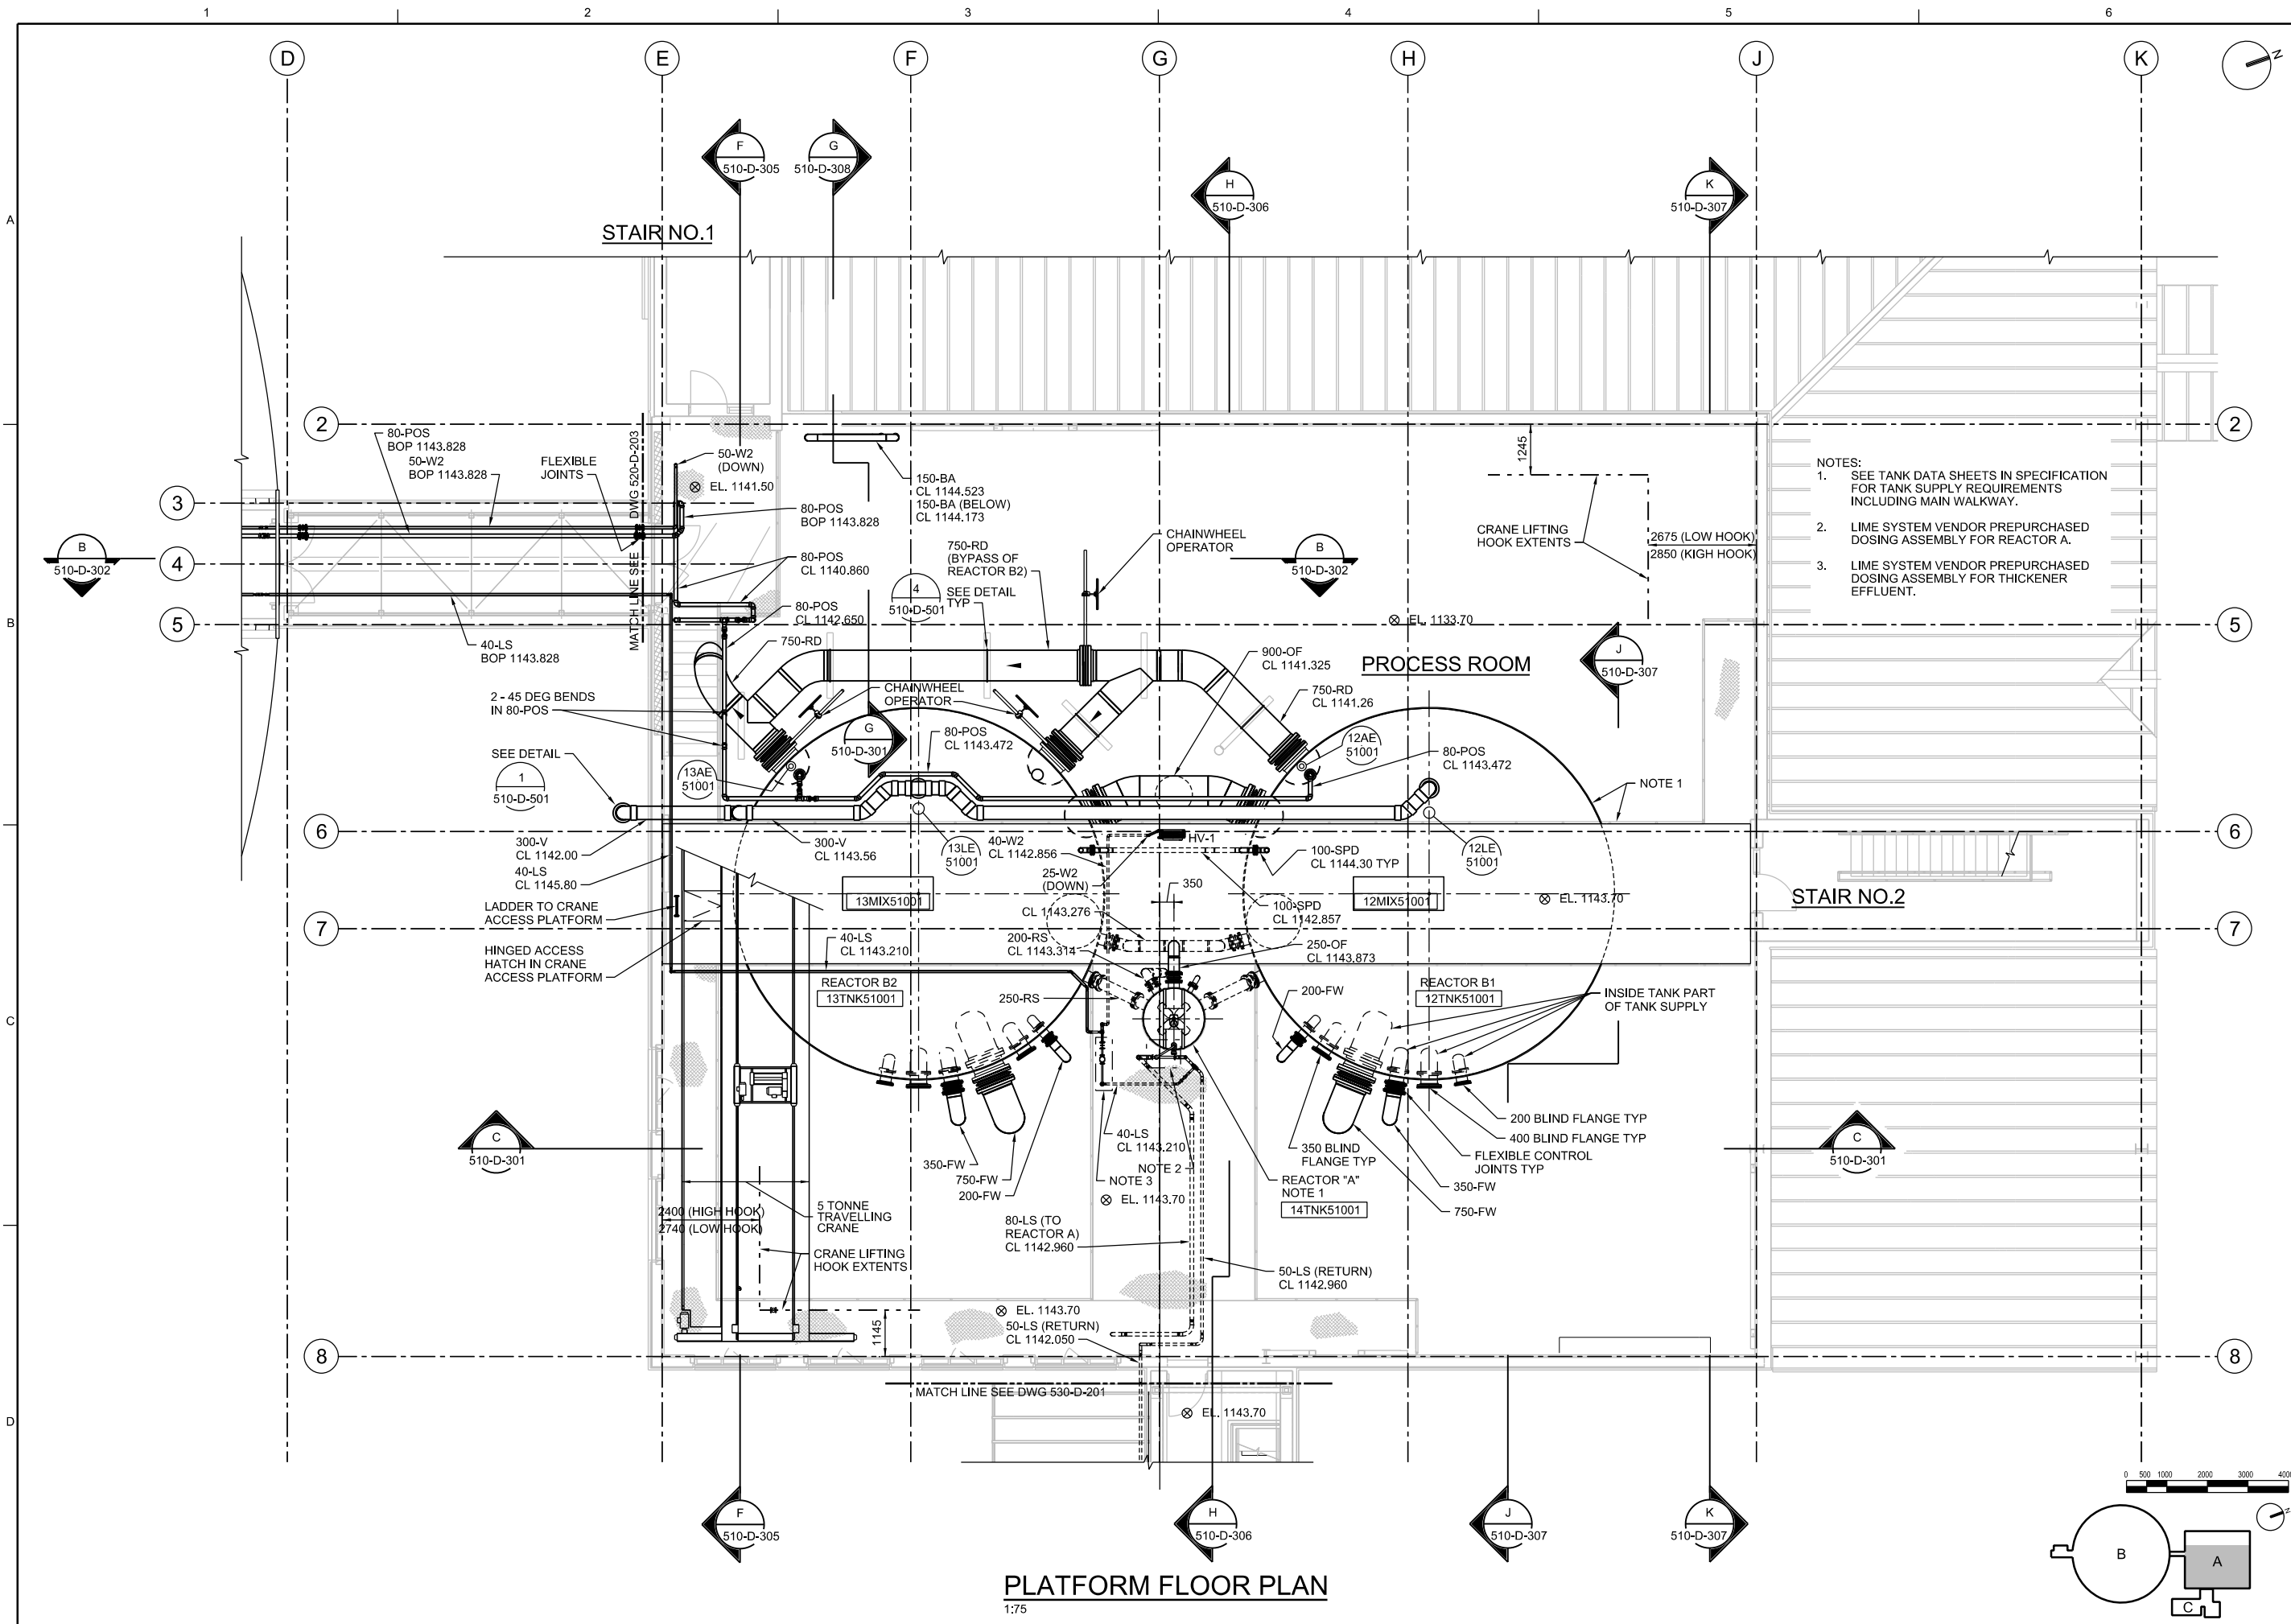 1
2
3
4
5
6
A
B
C
D
D
E
F
G
H
J
K
N
F
510-D-305
G
510-D-308
H
510-D-306
K
510-D-307
STAIR NO.1
2
2
80-POS
BOP 1143.828
50-W2
BOP 1143.828
FLEXIBLE
JOINTS
MATCH LINE SEE DWG 520-D-203
50-W2
(DOWN)
EL. 1141.50
80-POS
BOP 1143.828
150-BA
CL 1144.523
150-BA (BELOW)
CL 1144.173
1245
NOTES:
1. SEE TANK DATA SHEETS IN SPECIFICATION
FOR TANK SUPPLY REQUIREMENTS
INCLUDING MAIN WALKWAY.
2. LIME SYSTEM VENDOR PREPURCHASED
DOSING ASSEMBLY FOR REACTOR A.
3. LIME SYSTEM VENDOR PREPURCHASED
DOSING ASSEMBLY FOR THICKENER
EFFLUENT.
3
4
5
5
B
510-D-302
80-POS
CL 1140.860
750-RD
(BYPASS OF
REACTOR B2)
SEE DETAIL
TYP
4
510-D-501
CHAINWHEEL
OPERATOR
B
510-D-302
CRANE LIFTING
HOOK EXTENTS
2675 (LOW HOOK)
2850 (KIGH HOOK)
80-POS
CL 1142.650
750-RD
EL. 1133.70
40-LS
BOP 1143.828
900-OF
CL 1141.325
PROCESS ROOM
J
510-D-307
2 - 45 DEG BENDS
IN 80-POS
CHAINWHEEL
OPERATOR
750-RD
CL 1141.26
G
510-D-301
80-POS
CL 1143.472
12AE
51001
80-POS
CL 1143.472
SEE DETAIL
1
510-D-501
13AE
51001
NOTE 1
6
6
300-V
CL 1142.00
300-V
CL 1143.56
13LE
51001
40-W2
CL 1142.856
HV-1
100-SPD
CL 1144.30 TYP
12LE
51001
40-LS
CL 1145.80
25-W2
(DOWN)
350
13MIX51001
12MIX51001
EL. 1143.70
STAIR NO.2
LADDER TO CRANE
ACCESS PLATFORM
CL 1143.276
100-SPD
CL 1142.857
7
7
HINGED ACCESS
HATCH IN CRANE
ACCESS PLATFORM
40-LS
CL 1143.210
200-RS
CL 1143.314
250-OF
CL 1143.873
REACTOR B2
13TNK51001
250-RS
200-FW
REACTOR B1
12TNK51001
INSIDE TANK PART
OF TANK SUPPLY
C
510-D-301
40-LS
CL 1143.210
350-FW
750-FW
200-FW
NOTE 2
NOTE 3
EL. 1143.70
350 BLIND
FLANGE TYP
REACTOR "A"
NOTE 1
14TNK51001
200 BLIND FLANGE TYP
400 BLIND FLANGE TYP
FLEXIBLE CONTROL
JOINTS TYP
350-FW
750-FW
C
510-D-301
2400 (HIGH HOOK)
2740 (LOW HOOK)
5 TONNE
TRAVELLING
CRANE
CRANE LIFTING
HOOK EXTENTS
80-LS (TO
REACTOR A)
CL 1142.960
50-LS (RETURN)
CL 1142.960
1145
EL. 1143.70
50-LS (RETURN)
CL 1142.050
8
8
MATCH LINE SEE DWG 530-D-201
EL. 1143.70
F
510-D-305
H
510-D-306
J
510-D-307
K
510-D-307
0 500 1000 2000 3000
N
B
A
C
PLATFORM FLOOR PLAN
1:75